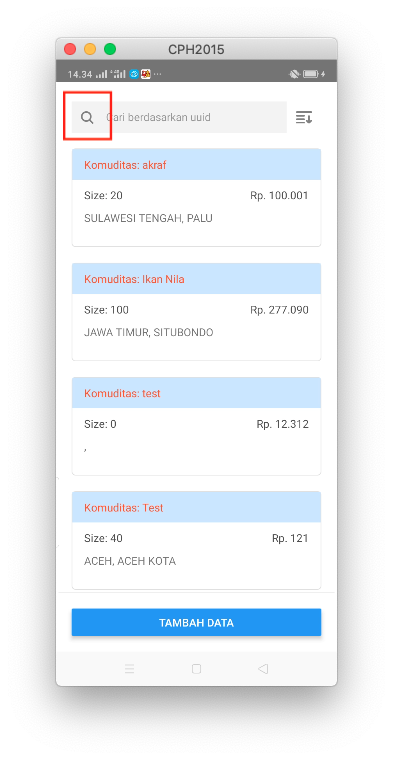 CPH2015
14.34
Cari berdasarkan uuid
Komuditas: akraf
Size: 20 Rp. 100.001
SULAWESI TENGAH, PALU
Komuditas: Ikan Nila
Size: 100 Rp. 277.090
JAWA TIMUR, SITUBONDO
Komuditas: test
Size: 0 Rp. 12.312
,
Komuditas: Test
Size: 40 Rp. 121
ACEH, ACEH KOTA
TAMBAH DATA